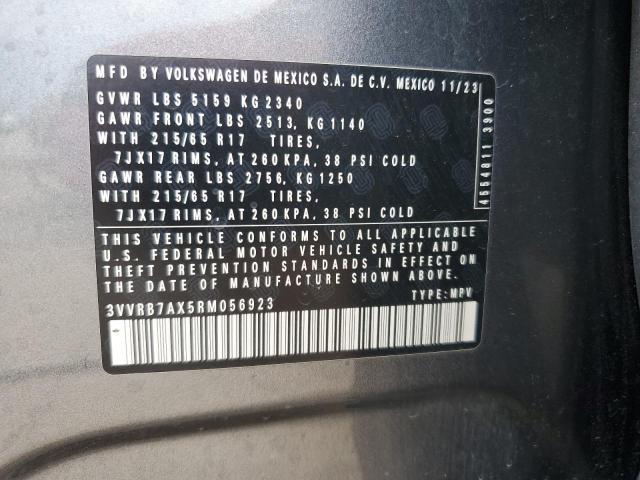 MFD BY VOLKSWAGEN DE MEXICO S.A. DE C.V. MEXICO 11/23
GVWR LBS 5159 KG 2340
GAWR FRONT LBS 2513, KG 1140
WITH 215/65 R17 TIRES,
7JX17 RIMS, AT 260 KPA, 38 PSI COLD
GAWR REAR LBS 2756, KG 1250
WITH 215/65 R17 TIRES,
7JX17 RIMS, AT 260 KPA, 38 PSI COLD
THIS VEHICLE CONFORMS TO ALL APPLICABLE
U.S. FEDERAL MOTOR VEHICLE SAFETY AND
THEFT PREVENTION STANDARDS IN EFFECT ON
THE DATE OF MANUFACTURE SHOWN ABOVE.
3VVRB7AX5RM056923 TYPE: MPV
4554811 3900